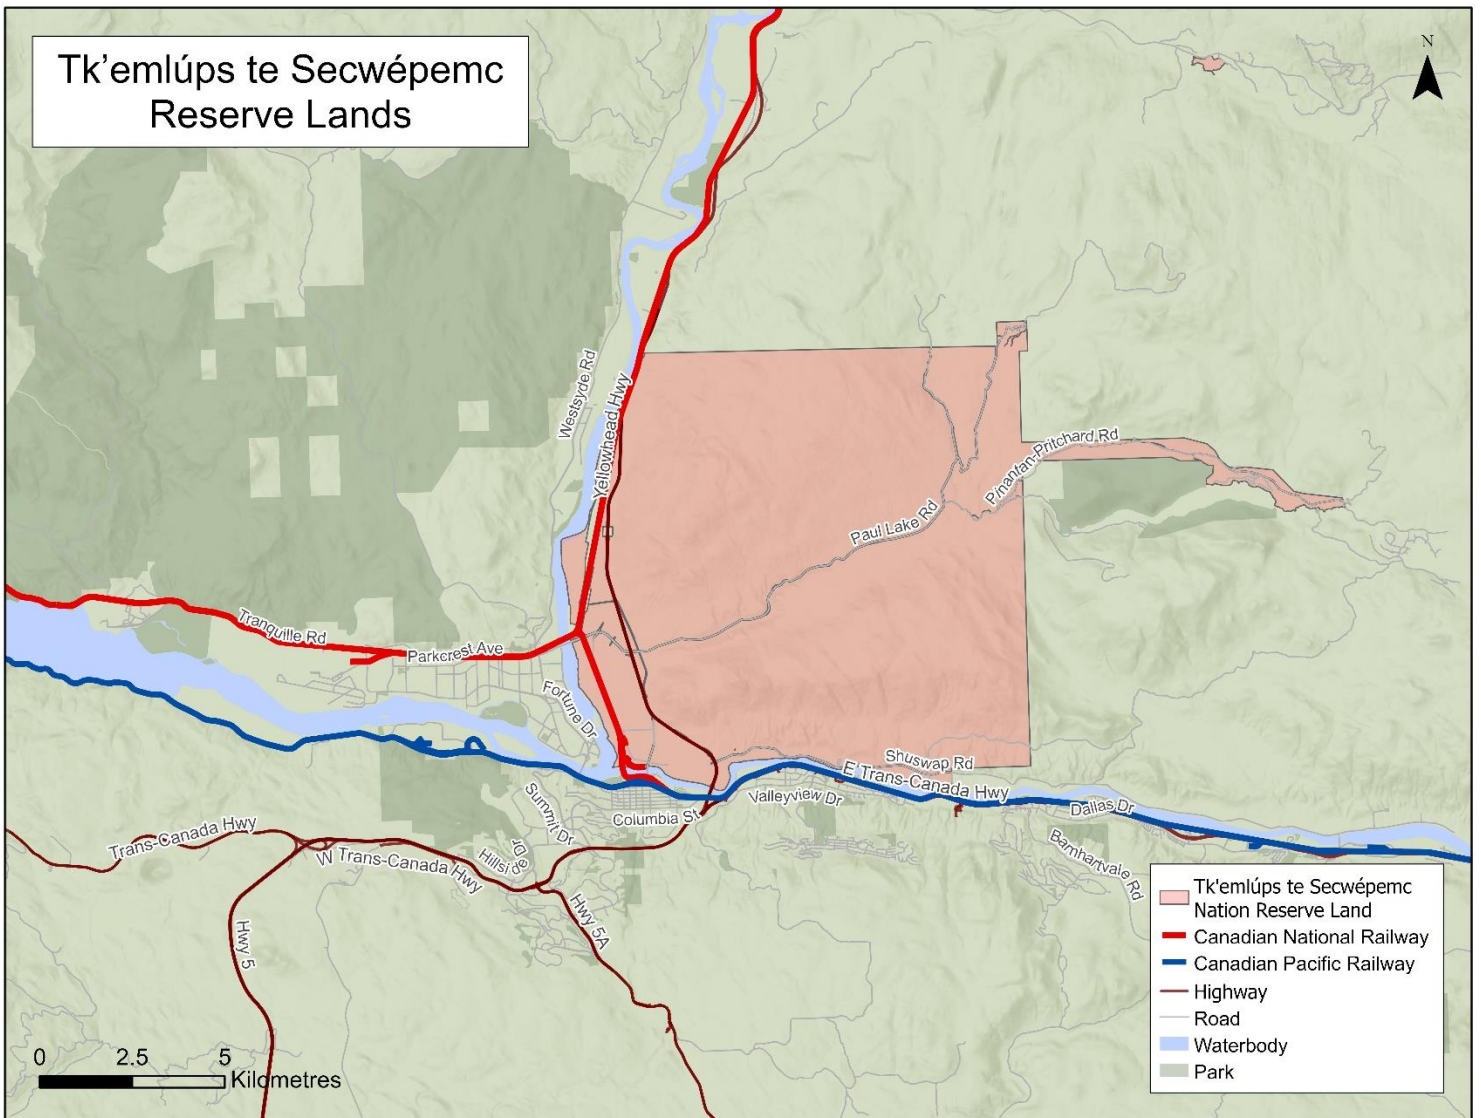 Tk'emlúps te Secwépemc
Reserve Lands
N
Westsyde Rd
Yellowhead Hwy
Pinanfan-Pritchard Rd
Paul Lake Rd
Tranquille Rd
Parkcrest Ave
Fortune Dr
Shuswap Rd
E Trans-Canada Hwy
Valleyview Dr
Dallas Dr
Columbia St
Summit Dr
Hillside Dr
Barnhartvale Rd
Trans-Canada Hwy
W Trans-Canada Hwy
Hwy 5A
Hwy 5
Tk'emlúps te Secwépemc
Nation Reserve Land
Canadian National Railway
Canadian Pacific Railway
Highway
Road
Waterbody
Park
0 2.5 5
Kilometres